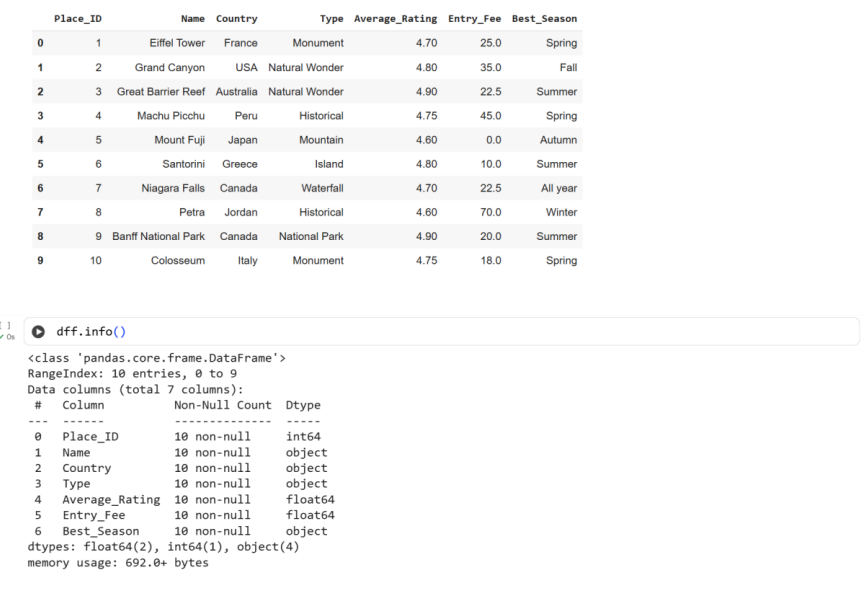 Place_ID Name Country Type Average_Rating Entry_Fee Best_Season
0 1 Eiffel Tower France Monument 4.70 25.0 Spring
1 2 Grand Canyon USA Natural Wonder 4.80 35.0 Fall
2 3 Great Barrier Reef Australia Natural Wonder 4.90 22.5 Summer
3 4 Machu Picchu Peru Historical 4.75 45.0 Spring
4 5 Mount Fuji Japan Mountain 4.60 0.0 Autumn
5 6 Santorini Greece Island 4.80 10.0 Summer
6 7 Niagara Falls Canada Waterfall 4.70 22.5 All year
7 8 Petra Jordan Historical 4.60 70.0 Winter
8 9 Banff National Park Canada National Park 4.90 20.0 Summer
9 10 Colosseum Italy Monument 4.75 18.0 Spring
[ ]
0s
dff.info()
<class 'pandas.core.frame.DataFrame'>
RangeIndex: 10 entries, 0 to 9
Data columns (total 7 columns):
# Column Non-Null Count Dtype
--- ------ -------------- -----
0 Place_ID 10 non-null int64
1 Name 10 non-null object
2 Country 10 non-null object
3 Type 10 non-null object
4 Average_Rating 10 non-null float64
5 Entry_Fee 10 non-null float64
6 Best_Season 10 non-null object
dtypes: float64(2), int64(1), object(4)
memory usage: 692.0+ bytes